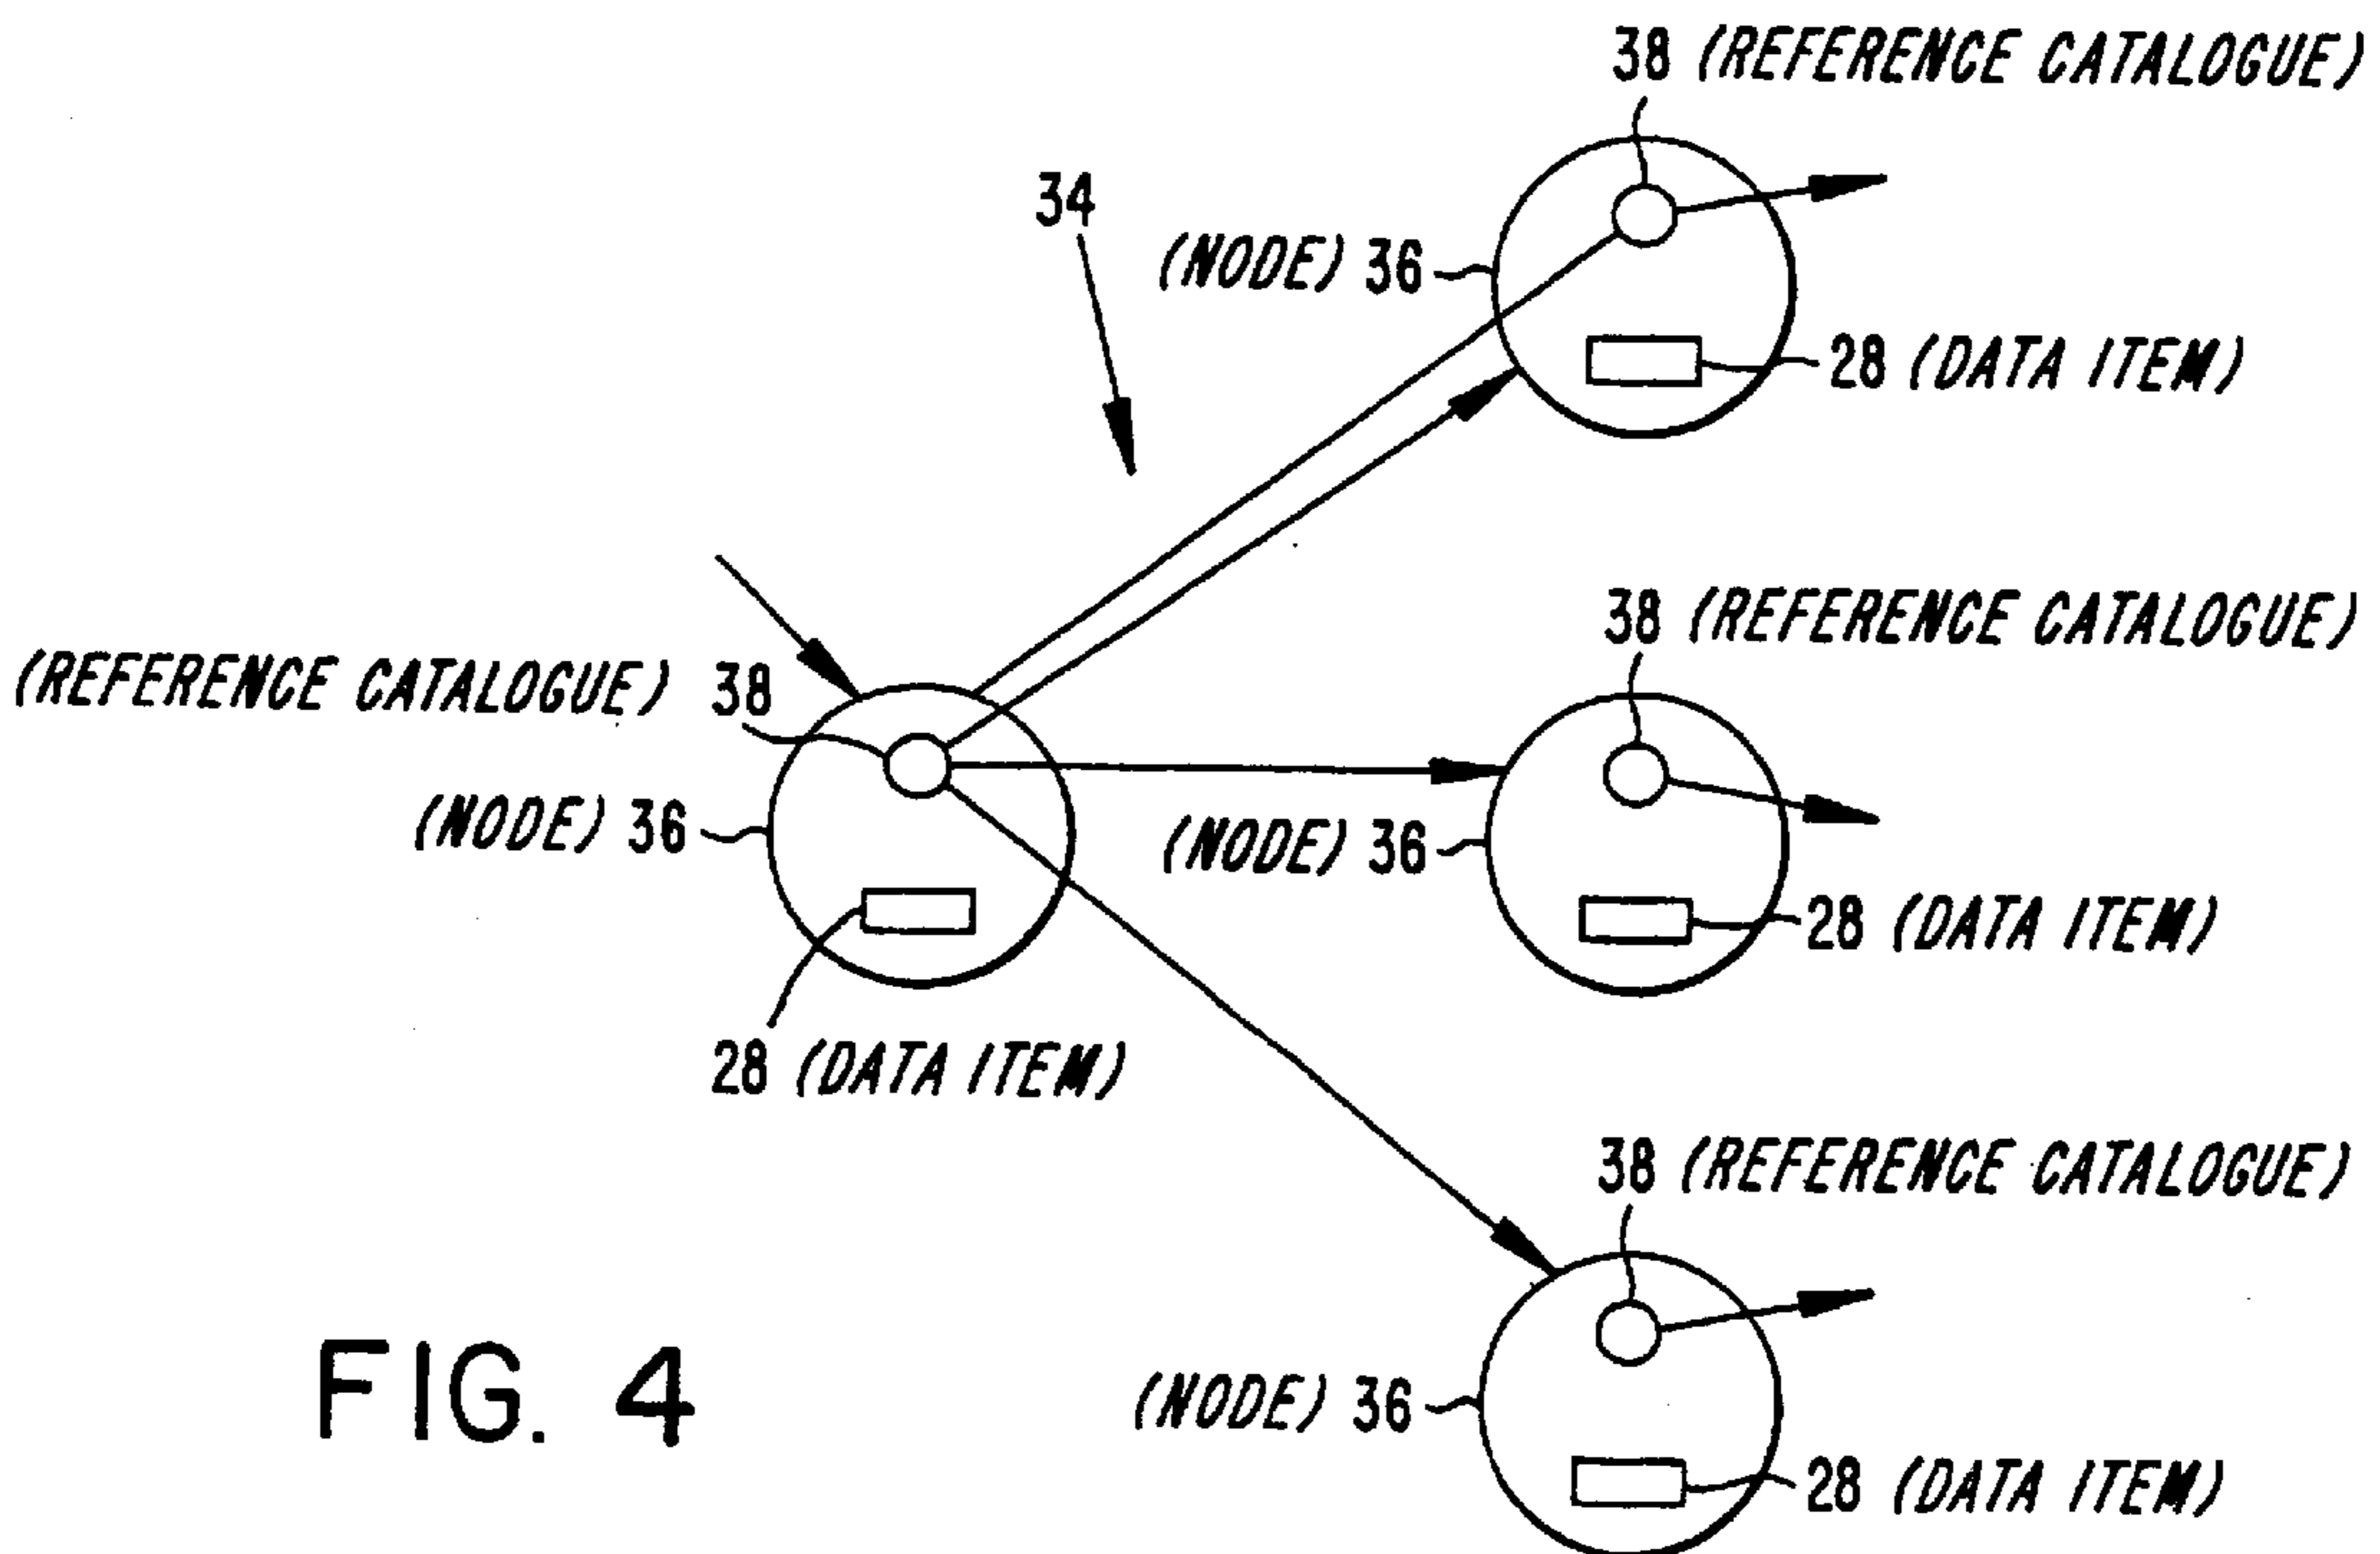 38 (REFERENCE CATALOGUE)
34
(NODE) 36
28 (DATA ITEM)
38 (REFERENCE CATALOGUE)
(REFERENCE CATALOGUE) 38
(NODE) 36
(NODE) 36
28 (DATA ITEM)
28 (DATA ITEM)
38 (REFERENCE CATALOGUE)
(NODE) 36
28 (DATA ITEM)
FIG. 4